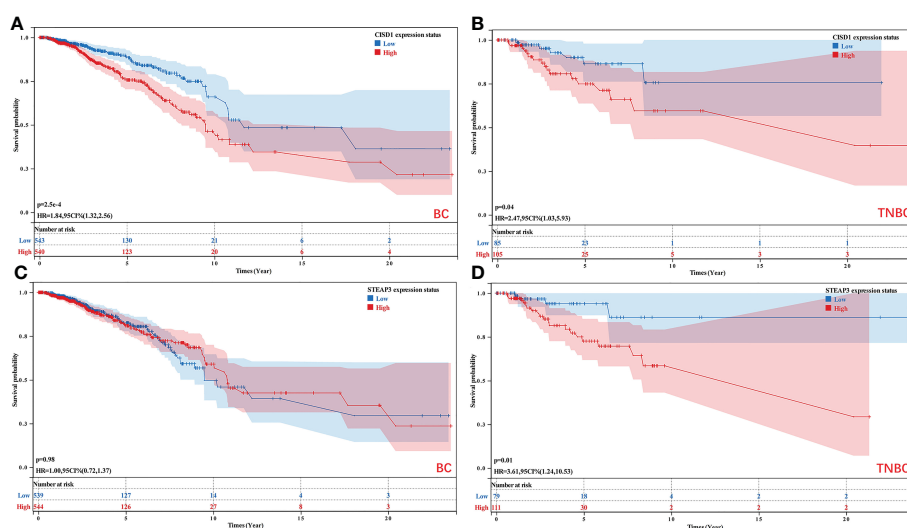 A
CISD1 expression status
Low
High
1.0
0.8
0.5
0.3
0.0
Survival probability
p=2.5e-4
HR=1.84,95CI%(1.32,2.56)
BC
Number at risk
Low 543 130 21 6 2
High 540 123 20 6 4
0 5 10 15 20
Times (Year)
B
CISD1 expression status
Low
High
1.0
0.8
0.5
0.3
0.0
Survival probability
p=0.04
HR=2.47,95CI%(1.03,5.93)
TNBC
Number at risk
Low 85 23 1 1 1
High 105 25 5 3 3
0 5 10 15 20
Times (Year)
C
STEAP3 expression status
Low
High
1.0
0.8
0.5
0.3
0.0
Survival probability
p=0.98
HR=1.00,95CI%(0.72,1.37)
BC
Number at risk
Low 539 127 14 4 3
High 544 126 27 8 3
0 5 10 15 20
Times (Year)
D
STEAP3 expression status
Low
High
1.0
0.8
0.5
0.3
0.0
Survival probability
p=0.01
HR=3.61,95CI%(1.24,10.53)
TNBC
Number at risk
Low 79 18 4 2 2
High 111 30 2 2 2
0 5 10 15 20
Times (Year)